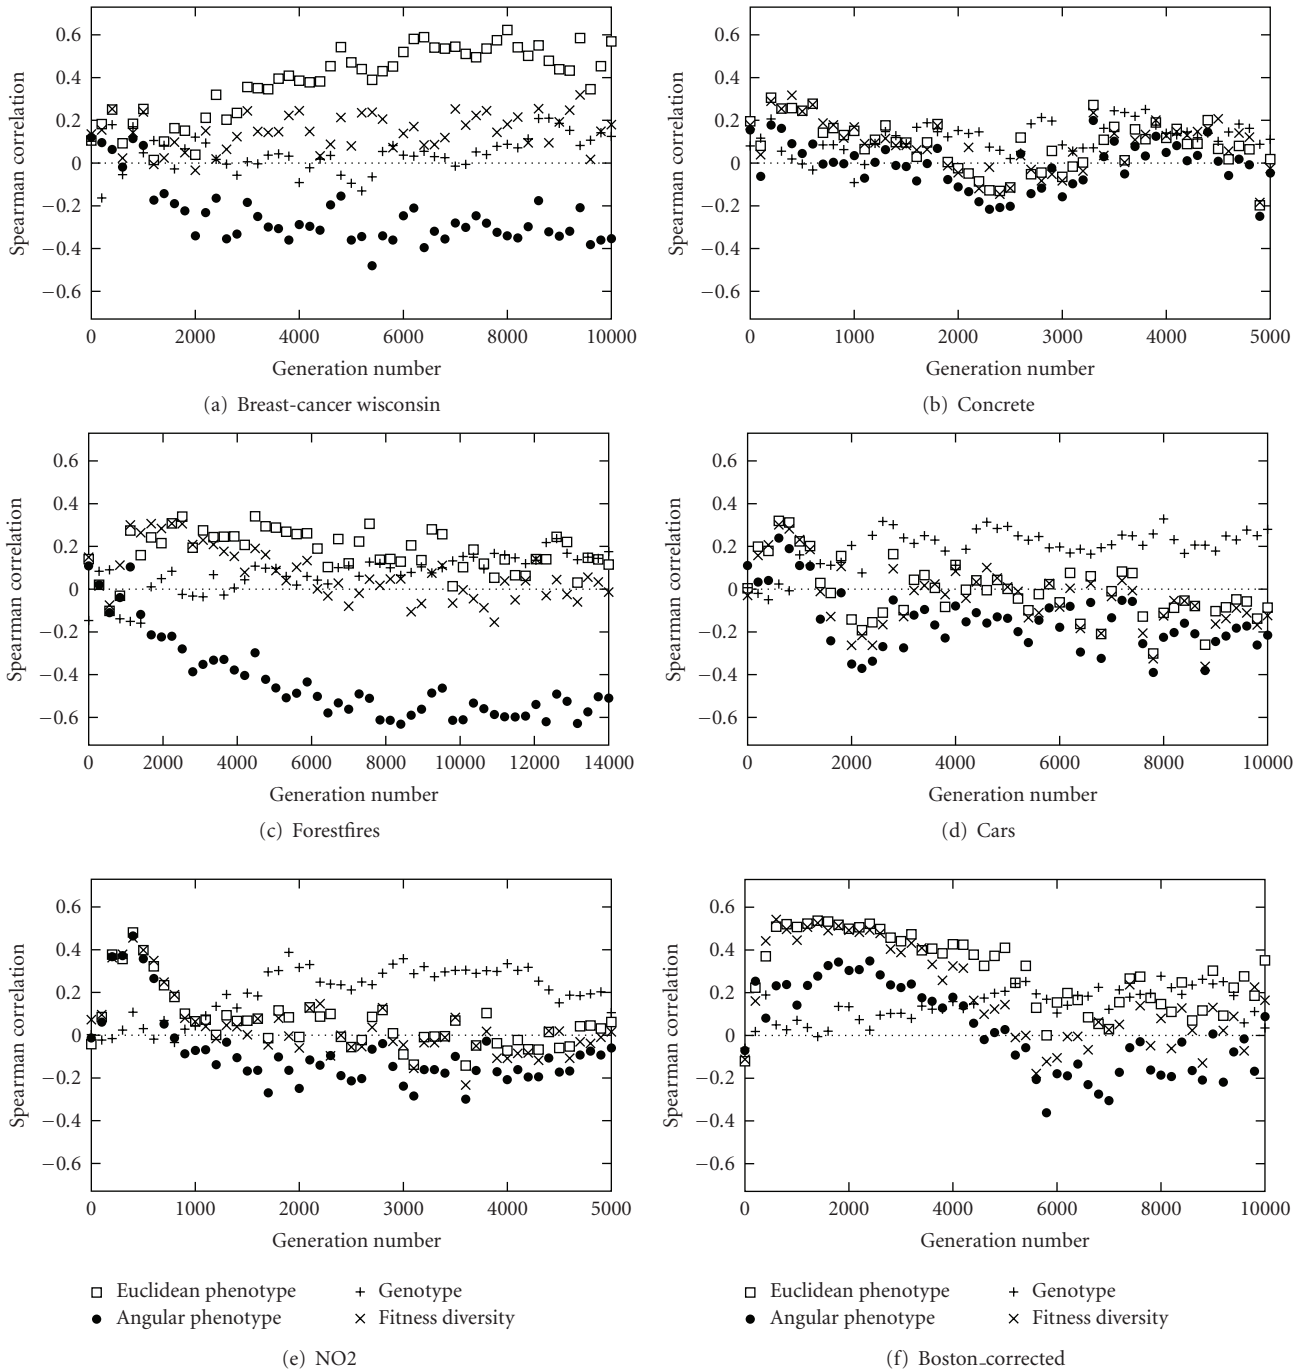 0.6
0.4
0.2
0
−0.2
−0.4
−0.6
Spearman correlation
0 2000 4000 6000 8000 10000
Generation number
(a) Breast-cancer wisconsin
0.6
0.4
0.2
0
−0.2
−0.4
−0.6
Spearman correlation
0 1000 2000 3000 4000 5000
Generation number
(b) Concrete
0.6
0.4
0.2
0
−0.2
−0.4
−0.6
Spearman correlation
0 2000 4000 6000 8000 10000 12000 14000
Generation number
(c) Forestfires
0.6
0.4
0.2
0
−0.2
−0.4
−0.6
Spearman correlation
0 2000 4000 6000 8000 10000
Generation number
(d) Cars
0.6
0.4
0.2
0
−0.2
−0.4
−0.6
Spearman correlation
0 1000 2000 3000 4000 5000
Generation number
Euclidean phenotype Genotype
Angular phenotype Fitness diversity
(e) NO2
0.6
0.4
0.2
0
−0.2
−0.4
−0.6
Spearman correlation
0 2000 4000 6000 8000 10000
Generation number
Euclidean phenotype Genotype
Angular phenotype Fitness diversity
(f) Boston_corrected